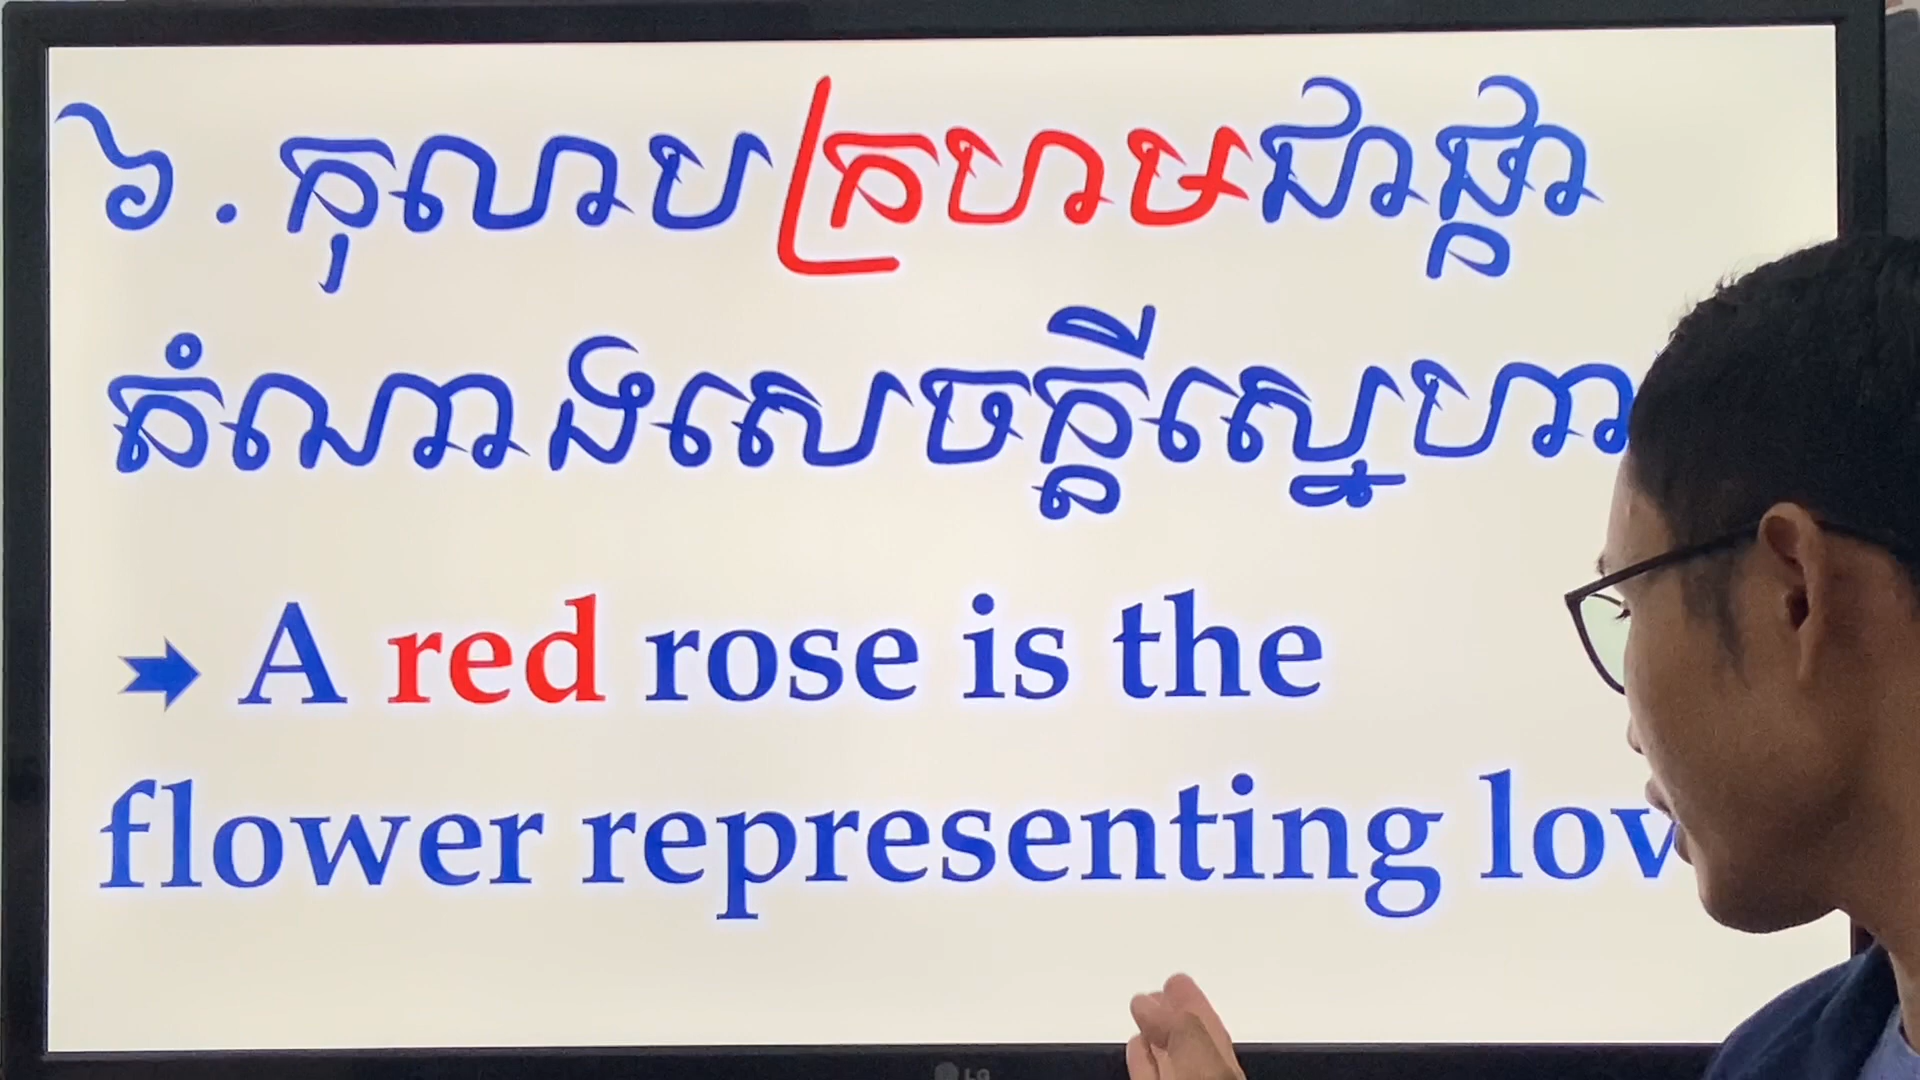 ៦. កុលាបក្រហមជាផ្កា
តំណាងសេចក្ដីស្នេហា
A red rose is the
flower representing lov
LG